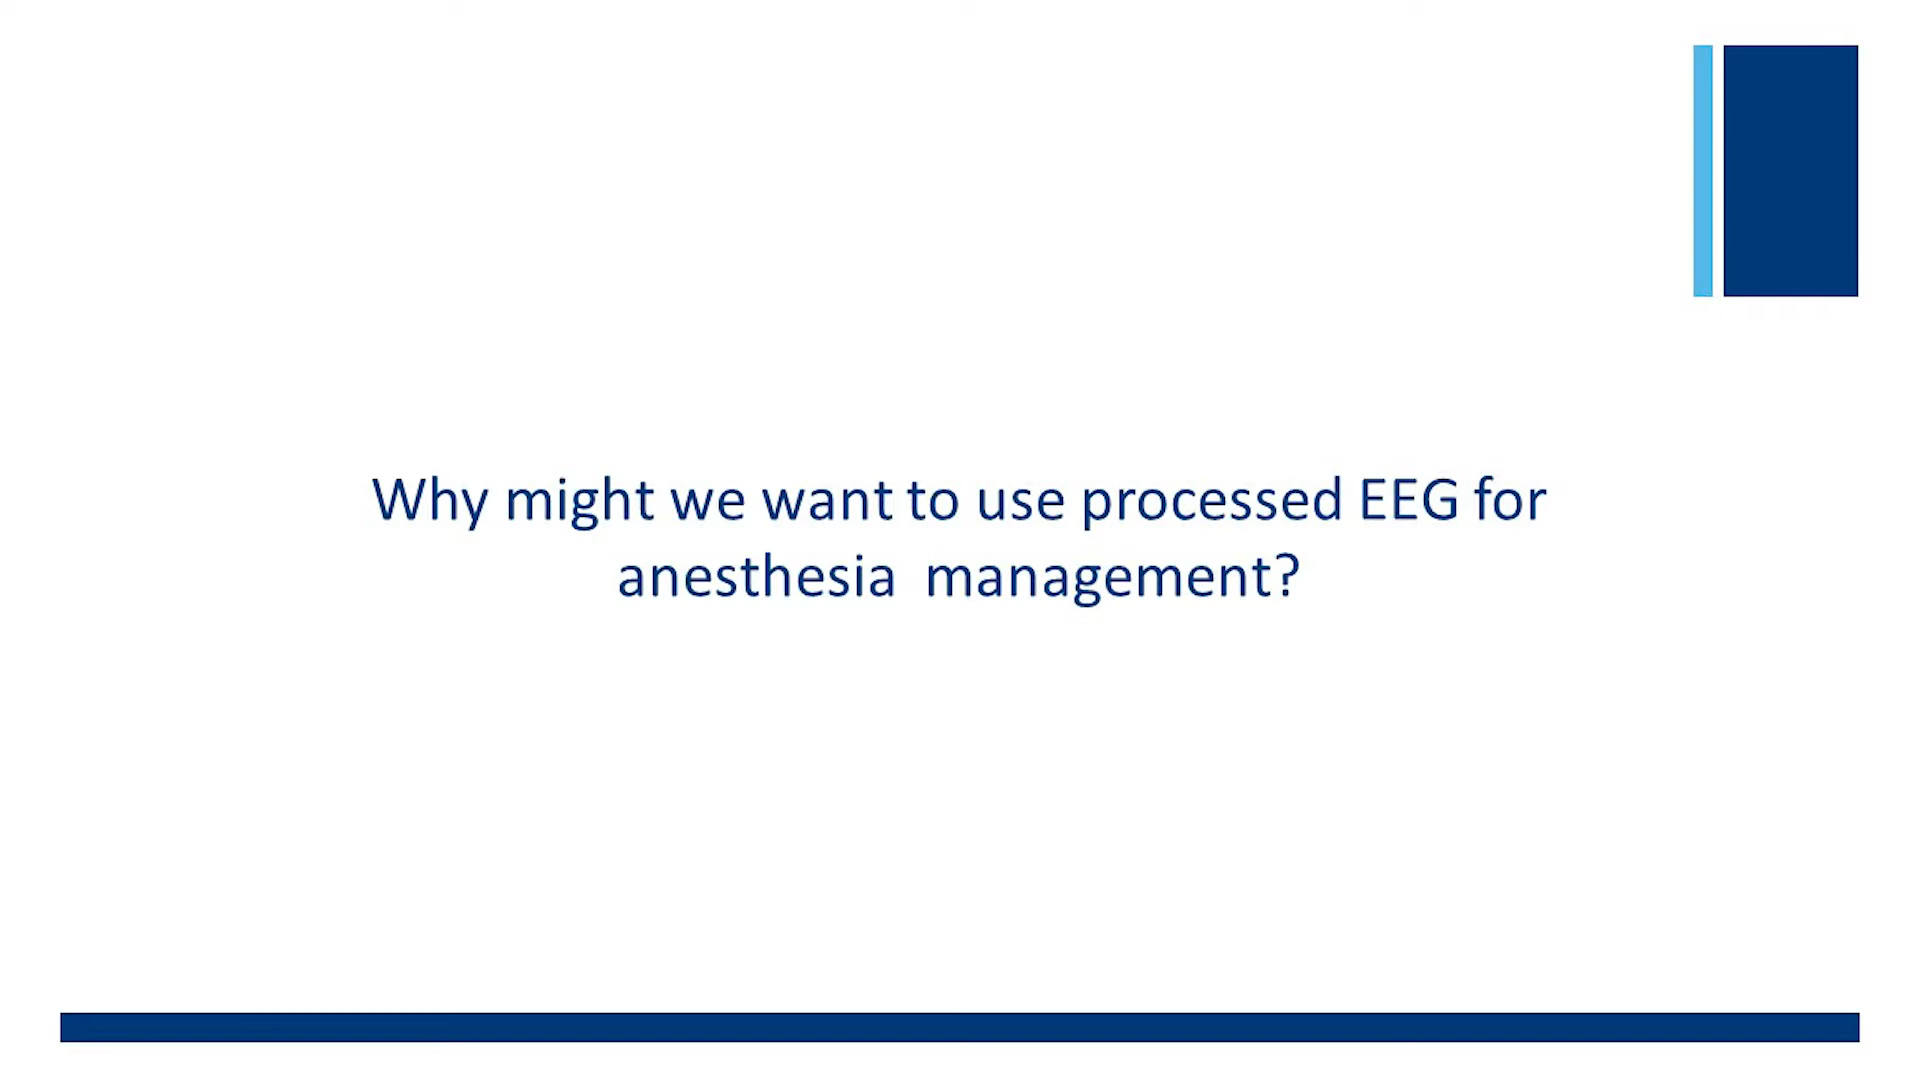 Why might we want to use processed EEG for
anesthesia  management?